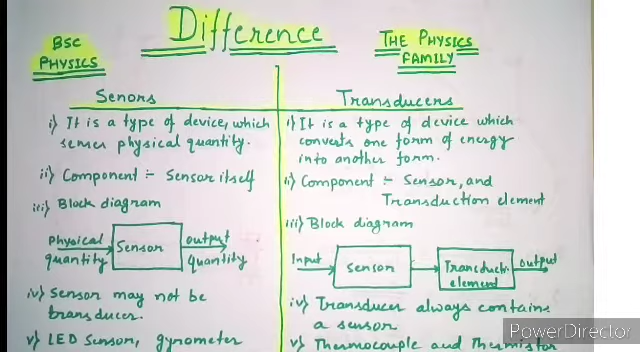 Difference
BSc
PHYSICS
THE PHYSICS
FAMILY
Senors
i) It is a type of device, which
senses physical quantity.
ii) Component :- Sensor itself
iii) Block diagram
Physical
quantity
Sensor
output
quantity
iv) Sensor may not be
transducer.
v) LED Sensor, gyrometer
Transducers
i) It is a type of device which
converts one form of energy
into another form.
ii) Component :- Sensor, and
Transduction element
iii) Block diagram
Input
Sensor
element
output
iv) Transducer always contains
a sensor
v) Thermocouple and Thermistor
PowerDirector